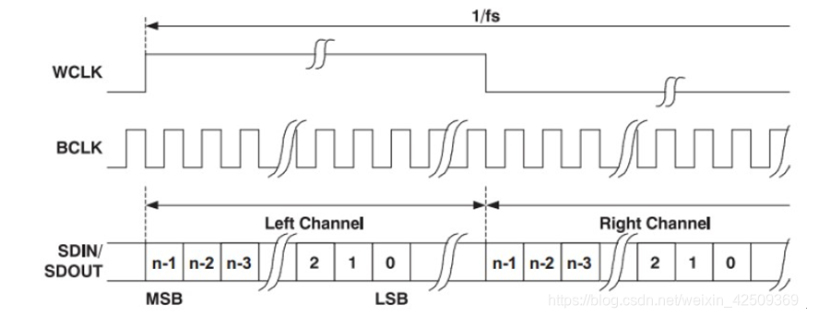 1/fs
WCLK
BCLK
Left Channel
Right Channel
SDIN/
SDOUT
n-1 n-2 n-3 2 1 0 n-1 n-2 n-3 2 1 0
MSB LSB
https://blog.csdn.net/weixin_42509369